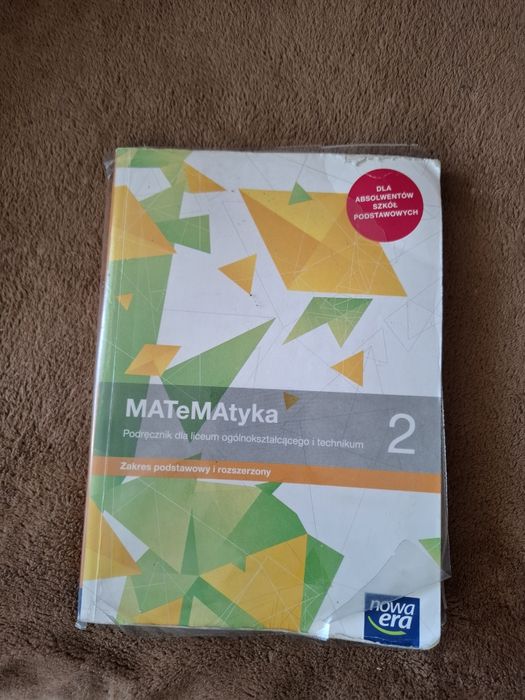 DLA
ABSOLWENTÓW
SZKÓŁ
PODSTAWOWYCH
MATeMAtyka
Podręcznik dla liceum ogólnokształcącego i technikum
2
Zakres podstawowy i rozszerzony
nowa
era